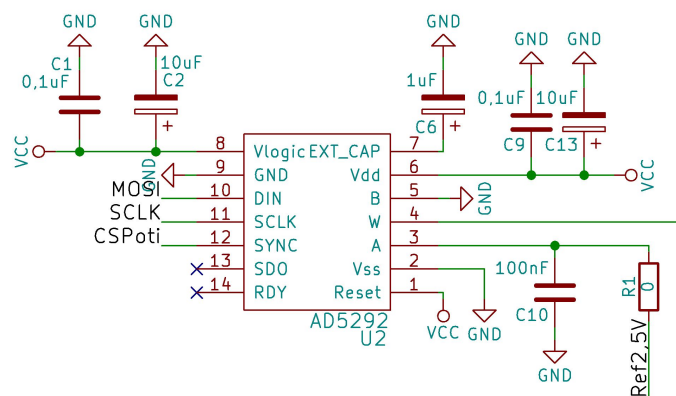 GND
GND
GND
GND
GND
C1
0,1uF
10uF
C2
1uF
C6
0,1uF
C9
10uF
C13
VCC
8
Vlogic
EXT_CAP
7
GND
9
GND
Vdd
6
VCC
MOSI
10
DIN
B
5
GND
SCLK
11
SCLK
W
4
CSPoti
12
SYNC
A
3
13
SDO
Vss
2
14
RDY
Reset
1
AD5292
U2
VCC
GND
100nF
C10
GND
R1
0
Ref2,5V